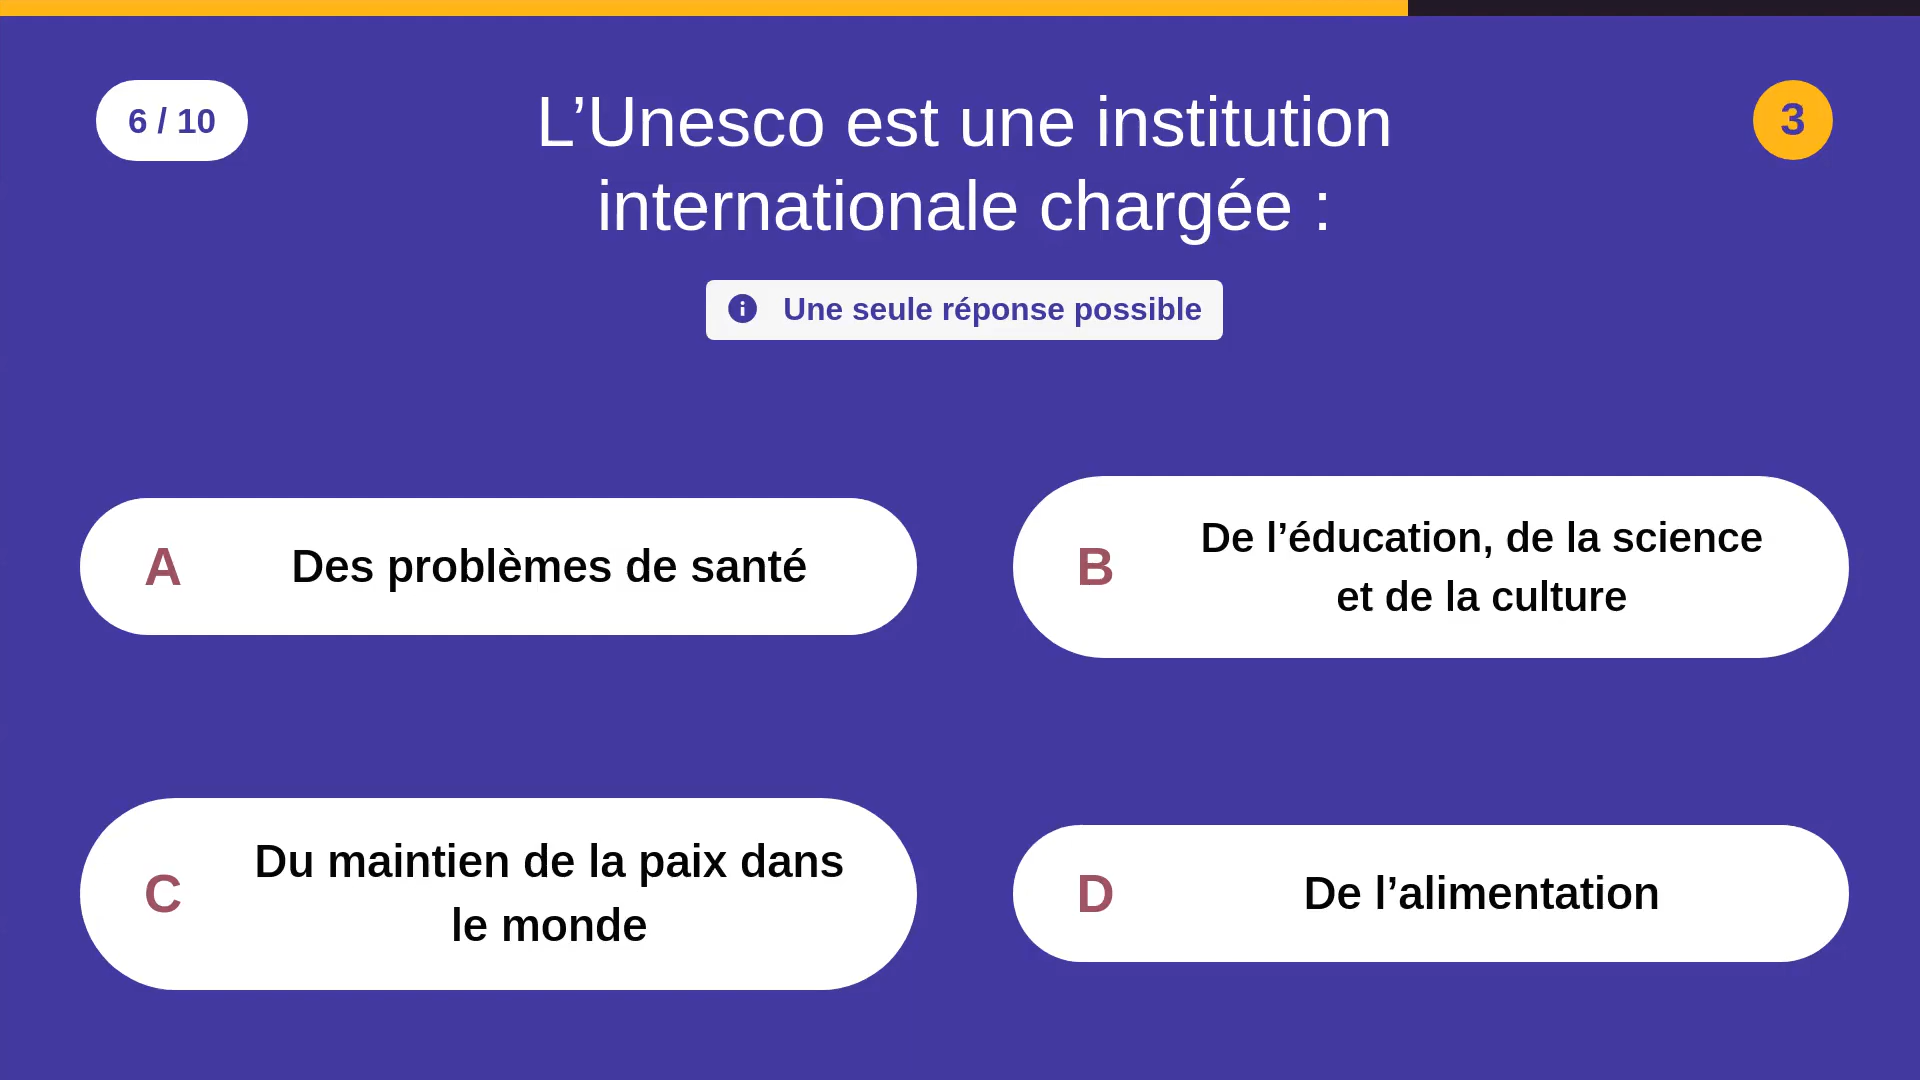 6 / 10
L’Unesco est une institution
internationale chargée :
3
Une seule réponse possible
A
Des problèmes de santé
B
De l’éducation, de la science
et de la culture
C
Du maintien de la paix dans
le monde
D
De l’alimentation